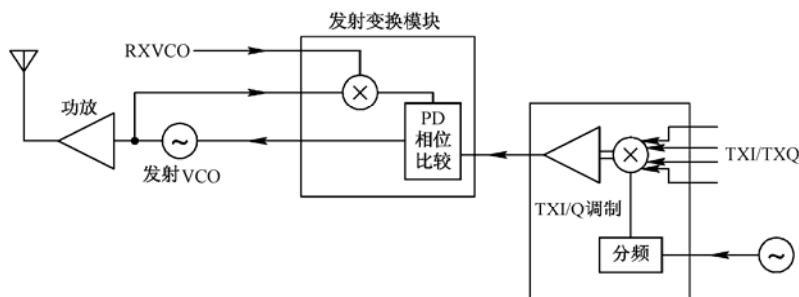 发射变换模块
RXVCO
功放
发射VCO
PD
相位
比较
TXI/TXQ
TXI/Q调制
分频